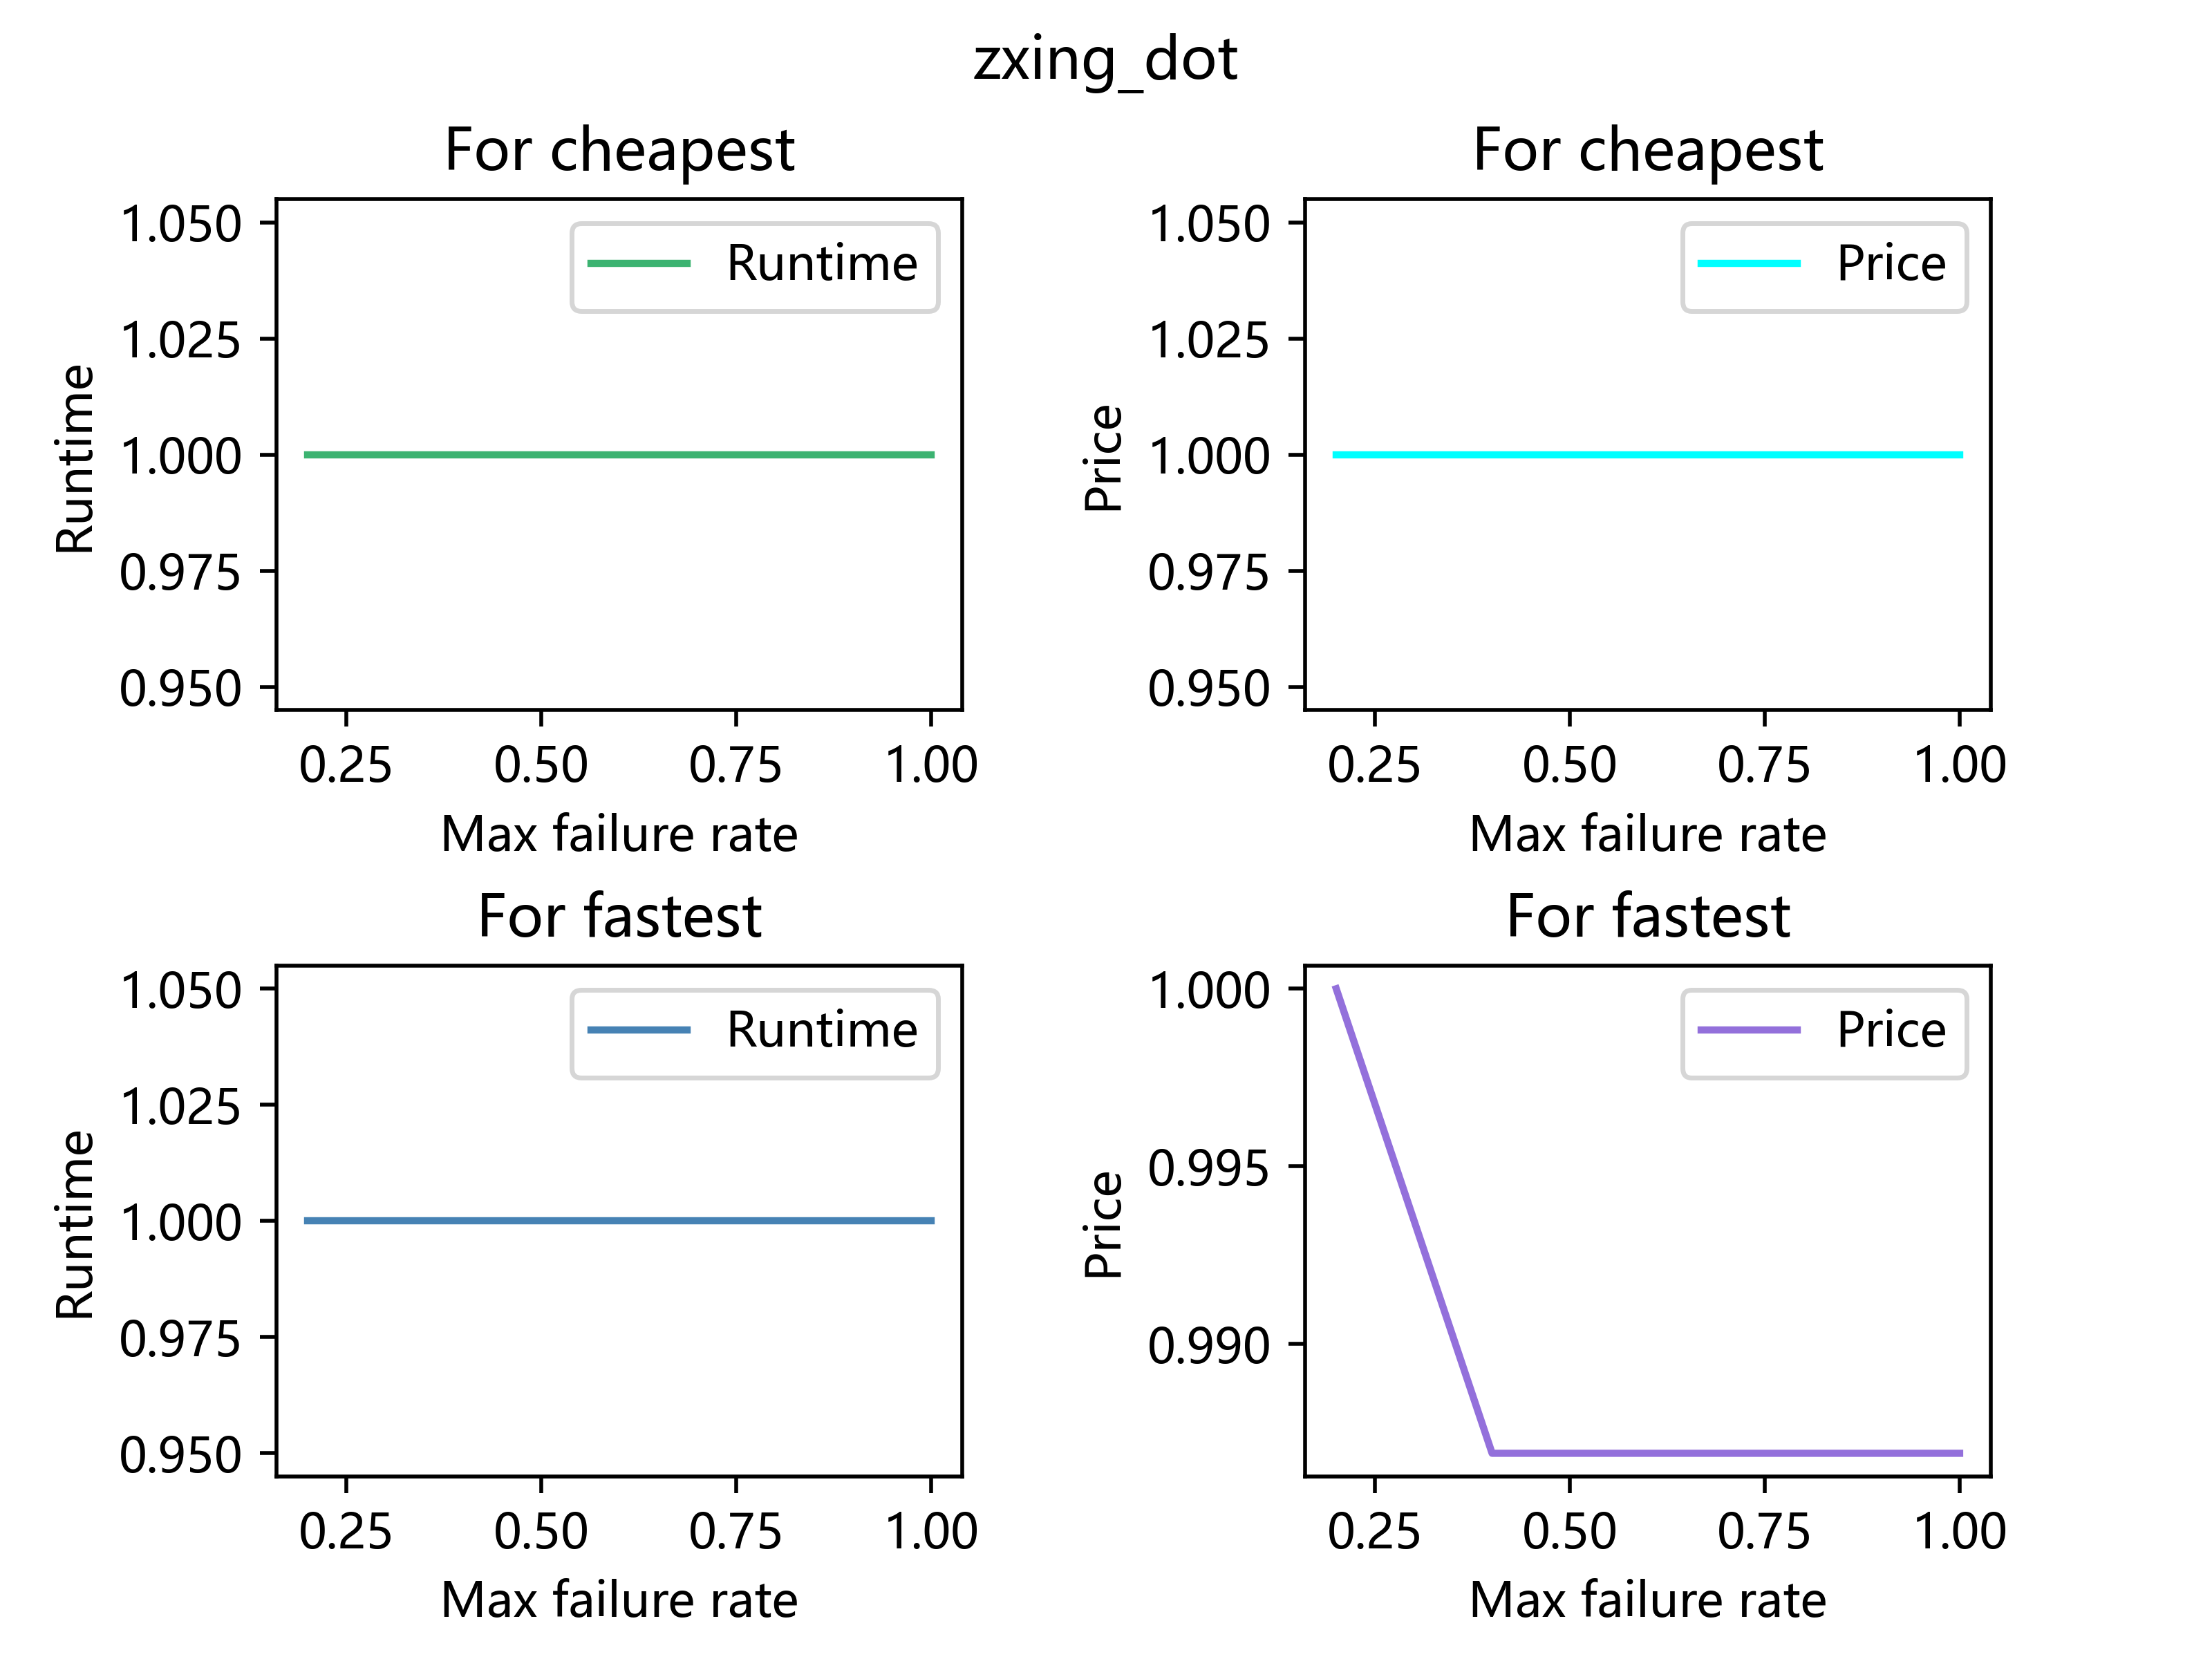 zxing_dot
For cheapest
1.050
1.025
1.000
0.975
0.950
Runtime
Runtime
0.25 0.50 0.75 1.00
Max failure rate
For cheapest
1.050
1.025
1.000
0.975
0.950
Price
Price
0.25 0.50 0.75 1.00
Max failure rate
For fastest
1.050
1.025
1.000
0.975
0.950
Runtime
Runtime
0.25 0.50 0.75 1.00
Max failure rate
For fastest
1.000
0.995
0.990
Price
Price
0.25 0.50 0.75 1.00
Max failure rate